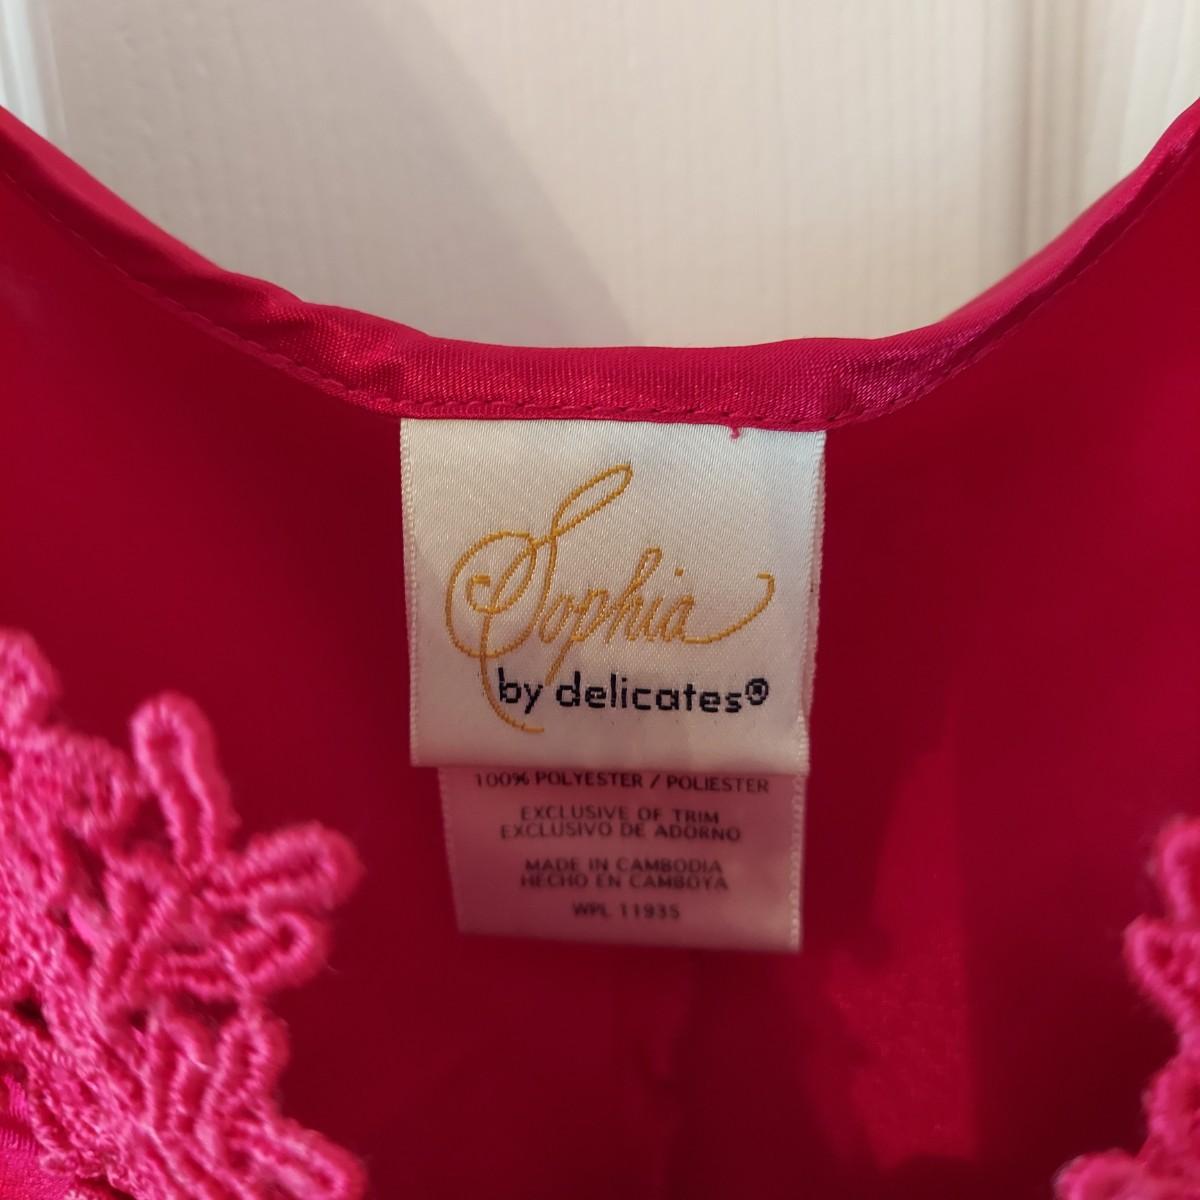 Sophia
by delicates®
100% POLYESTER / POLIESTER
EXCLUSIVE OF TRIM
EXCLUSIVO DE ADORNO
MADE IN CAMBODIA
HECHO EN CAMBOYA
WPL 11935